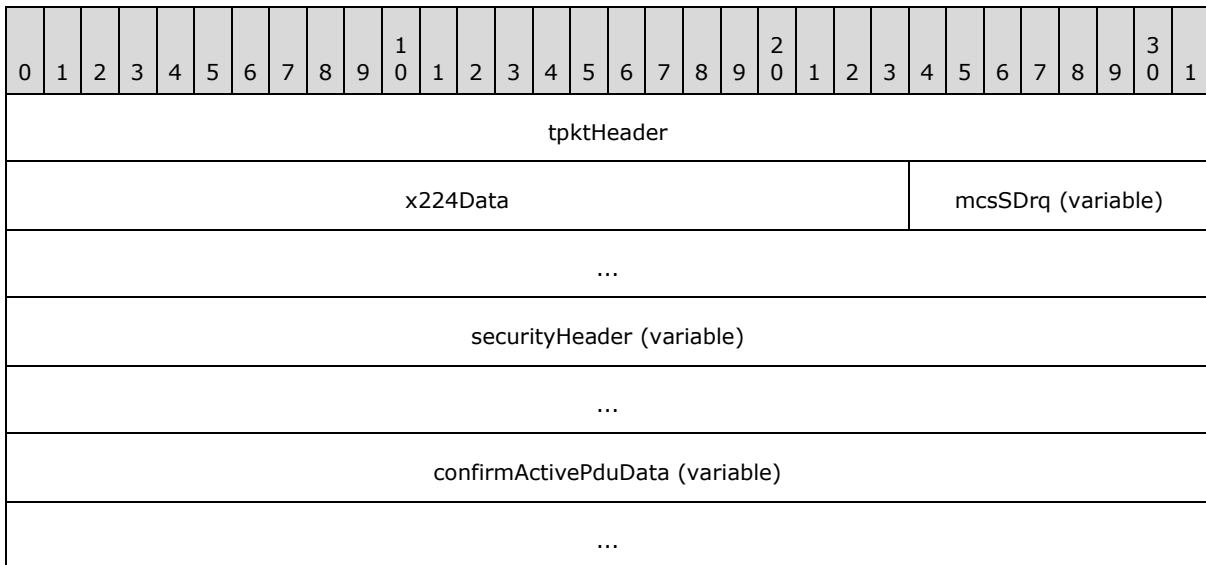 1 2 3
0 1 2 3 4 5 6 7 8 9 0 1 2 3 4 5 6 7 8 9 0 1 2 3 4 5 6 7 8 9 0 1
tpktHeader
x224Data mcsSDrq (variable)
...
securityHeader (variable)
...
confirmActivePduData (variable)
...